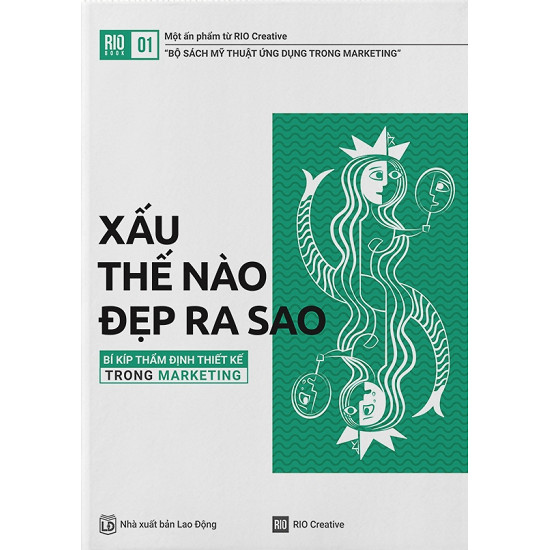 RIO
BOOK
01
Một ấn phẩm từ RIO Creative
“BỘ SÁCH MỸ THUẬT ỨNG DỤNG TRONG MARKETING”
XẤU
THẾ NÀO
ĐẸP RA SAO
BÍ KÍP THẨM ĐỊNH THIẾT KẾ
TRONG MARKETING
LĐ Nhà xuất bản Lao Động
RIO RIO Creative